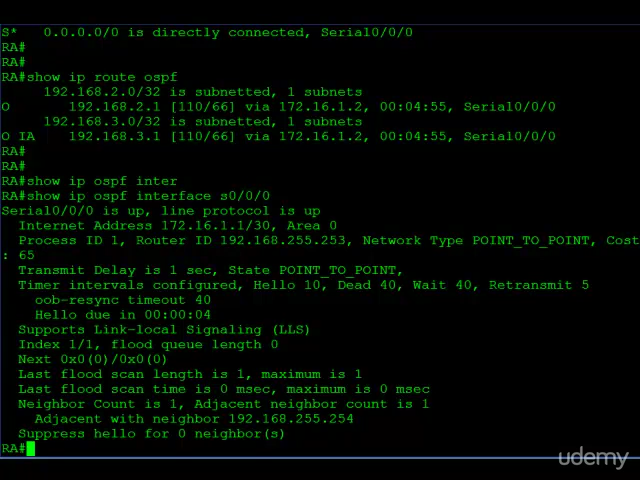 S*   0.0.0.0/0 is directly connected, Serial0/0/0
RA#
RA#
RA#show ip route ospf
     192.168.2.0/32 is subnetted, 1 subnets
O       192.168.2.1 [110/66] via 172.16.1.2, 00:04:55, Serial0/0/0
     192.168.3.0/32 is subnetted, 1 subnets
O IA    192.168.3.1 [110/66] via 172.16.1.2, 00:04:55, Serial0/0/0
RA#
RA#
RA#show ip ospf inter
RA#show ip ospf interface s0/0/0
Serial0/0/0 is up, line protocol is up
  Internet Address 172.16.1.1/30, Area 0
  Process ID 1, Router ID 192.168.255.253, Network Type POINT_TO_POINT, Cost
: 65
  Transmit Delay is 1 sec, State POINT_TO_POINT,
  Timer intervals configured, Hello 10, Dead 40, Wait 40, Retransmit 5
    oob-resync timeout 40
    Hello due in 00:00:04
  Supports Link-local Signaling (LLS)
  Index 1/1, flood queue length 0
  Next 0x0(0)/0x0(0)
  Last flood scan length is 1, maximum is 1
  Last flood scan time is 0 msec, maximum is 0 msec
  Neighbor Count is 1, Adjacent neighbor count is 1
    Adjacent with neighbor 192.168.255.254
  Suppress hello for 0 neighbor(s)
RA#
udemy